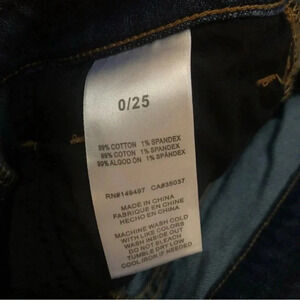 0/25
99% COTTON 1% SPANDEX
99% COTON 1% SPANDEX
99% ALGODÓN 1% SPANDEX
RN#149497 CA#35037
MADE IN CHINA
FABRIQUE EN CHINE
HECHO EN CHINA
MACHINE WASH COLD
WITH LIKE COLORS
WASH INSIDE OUT
DO NOT BLEACH
TUMBLE DRY LOW
COOL IRON IF NEEDED